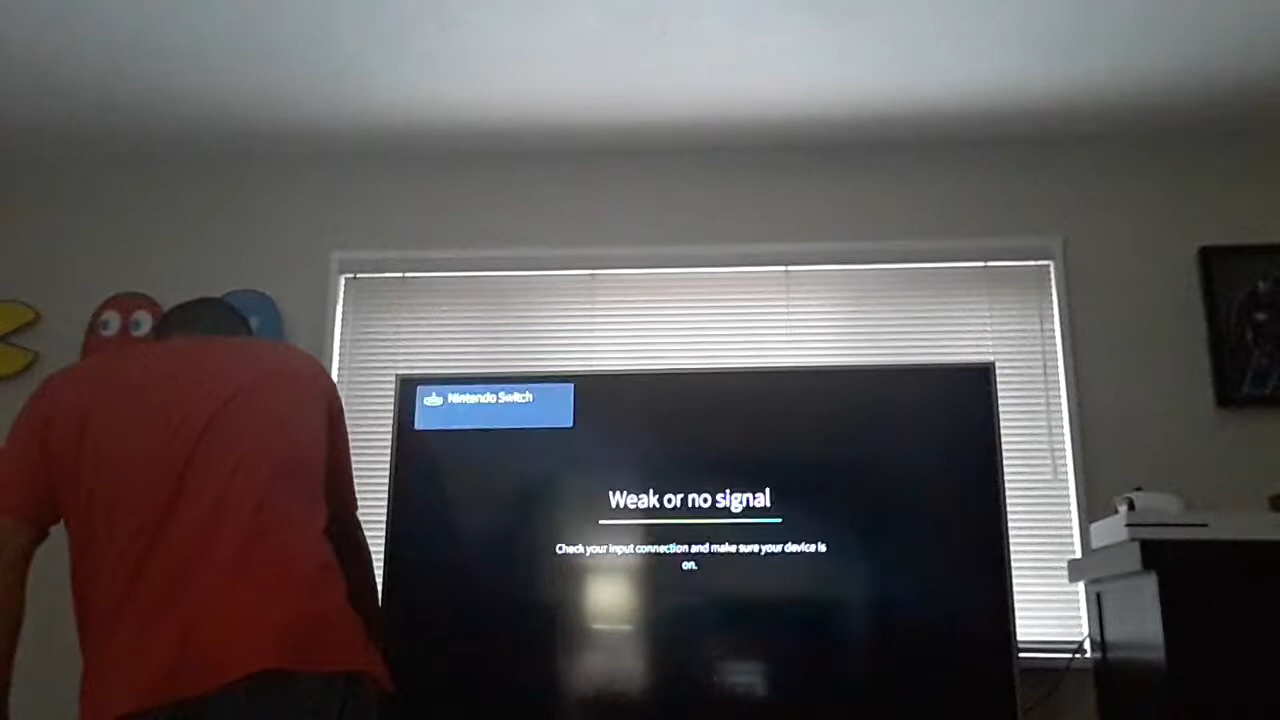 Nintendo Switch
Weak or no signal
Check your input connection and make sure your device is
on.